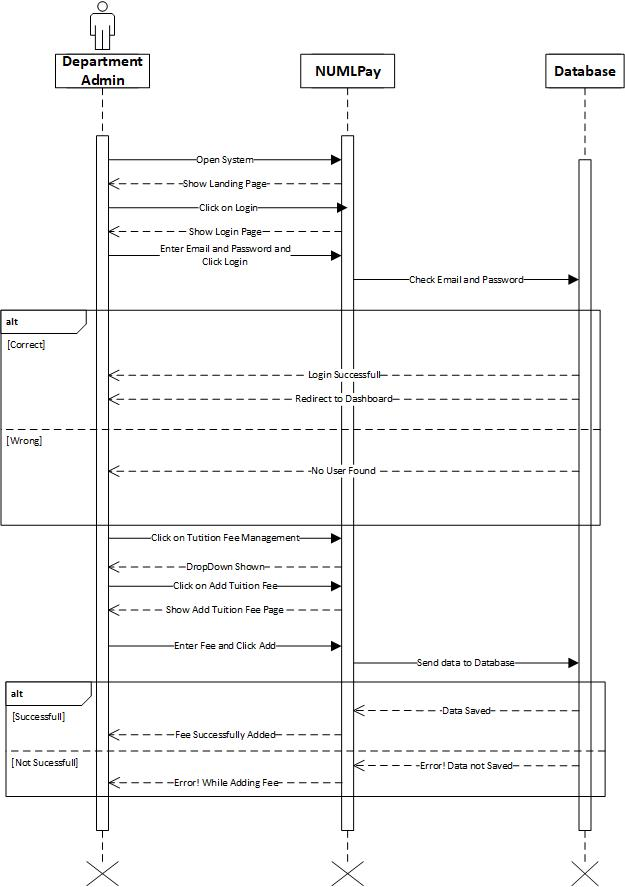 Department
Admin
NUMLPay
Database
Open System
Show Landing Page
Click on Login
Show Login Page
Enter Email and Password and
Click Login
Check Email and Password
alt
[Correct]
Login Successfull
Redirect to Dashboard
[Wrong]
No User Found
Click on Tutition Fee Management
DropDown Shown
Click on Add Tuition Fee
Show Add Tuition Fee Page
Enter Fee and Click Add
Send data to Database
alt
[Successfull]
Data Saved
Fee Successfully Added
[Not Sucessfull]
Error! Data not Saved
Error! While Adding Fee